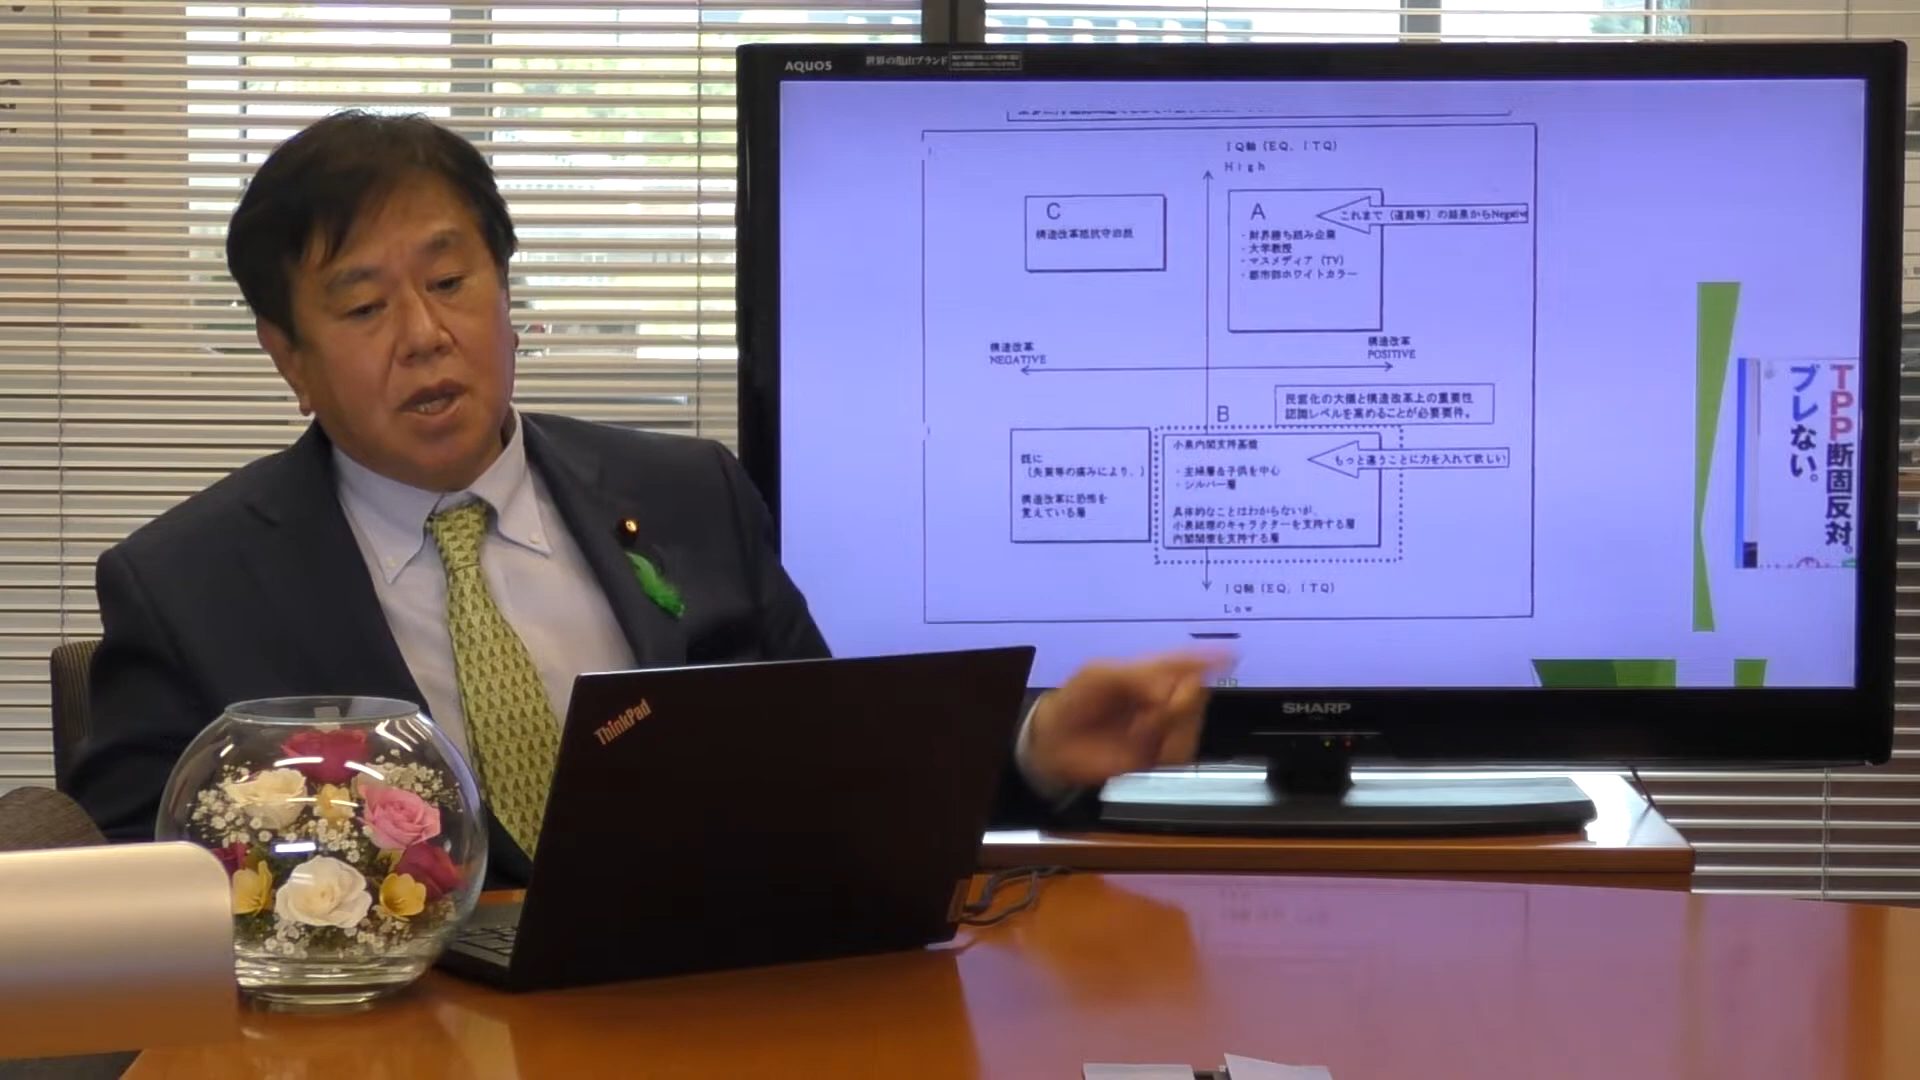 AQUOS
世界の亀山ブランド
IQ軸（EQ、ITQ）
High
C
構造改革抵抗守旧派
A
・財界勝ち組み企業
・大学教授
・マスメディア（TV）
・都市部ホワイトカラー
これまで（道路等）の結果からNegative
構造改革
NEGATIVE
構造改革
POSITIVE
民営化の大儀と構造改革上の重要性
認識レベルを高めることが必要要件。
B
既に
（失業等の痛みにより、）
構造改革に恐怖を
覚えている層
小泉内閣支持基盤
・主婦層&子供を中心
・シルバー層
具体的なことはわからないが、
小泉総理のキャラクターを支持する層
内閣閣僚を支持する層
もっと違うことに力を入れて欲しい
IQ軸（EQ、ITQ）
Low
TPP断固反対。
ブレない。
SHARP
ThinkPad